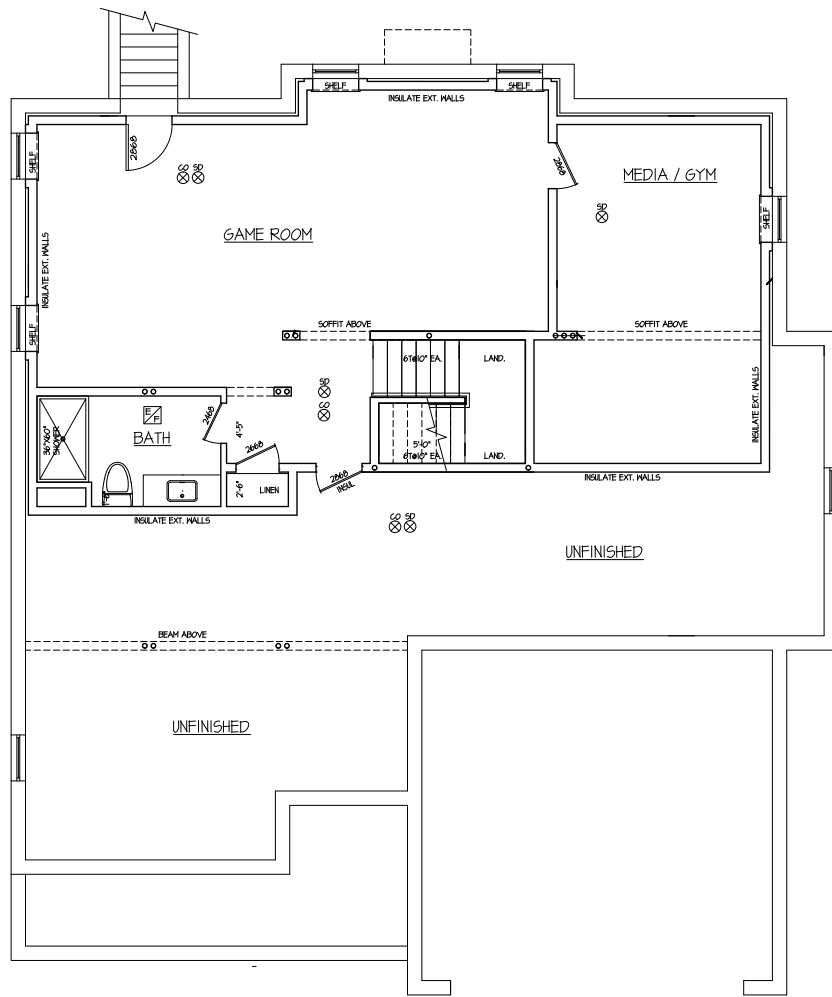 SHELF
SHELF
INSULATE EXT. WALLS
2868
SHELF
CO SD
2868
MEDIA / GYM
SD
SHELF
GAME ROOM
INSULATE EXT. WALLS
SHELF
SOFFIT ABOVE
SOFFIT ABOVE
6T@10" EA.
LAND.
SD
CO
INSULATE EXT. WALLS
36"X60"
SHOWER
E
F
BATH
2468
4'-5"
2668
5'-0"
6T@10" EA.
LAND.
2'-6"
LINEN
2868
INSUL
INSULATE EXT. WALLS
INSULATE EXT. WALLS
CO SD
UNFINISHED
BEAM ABOVE
UNFINISHED